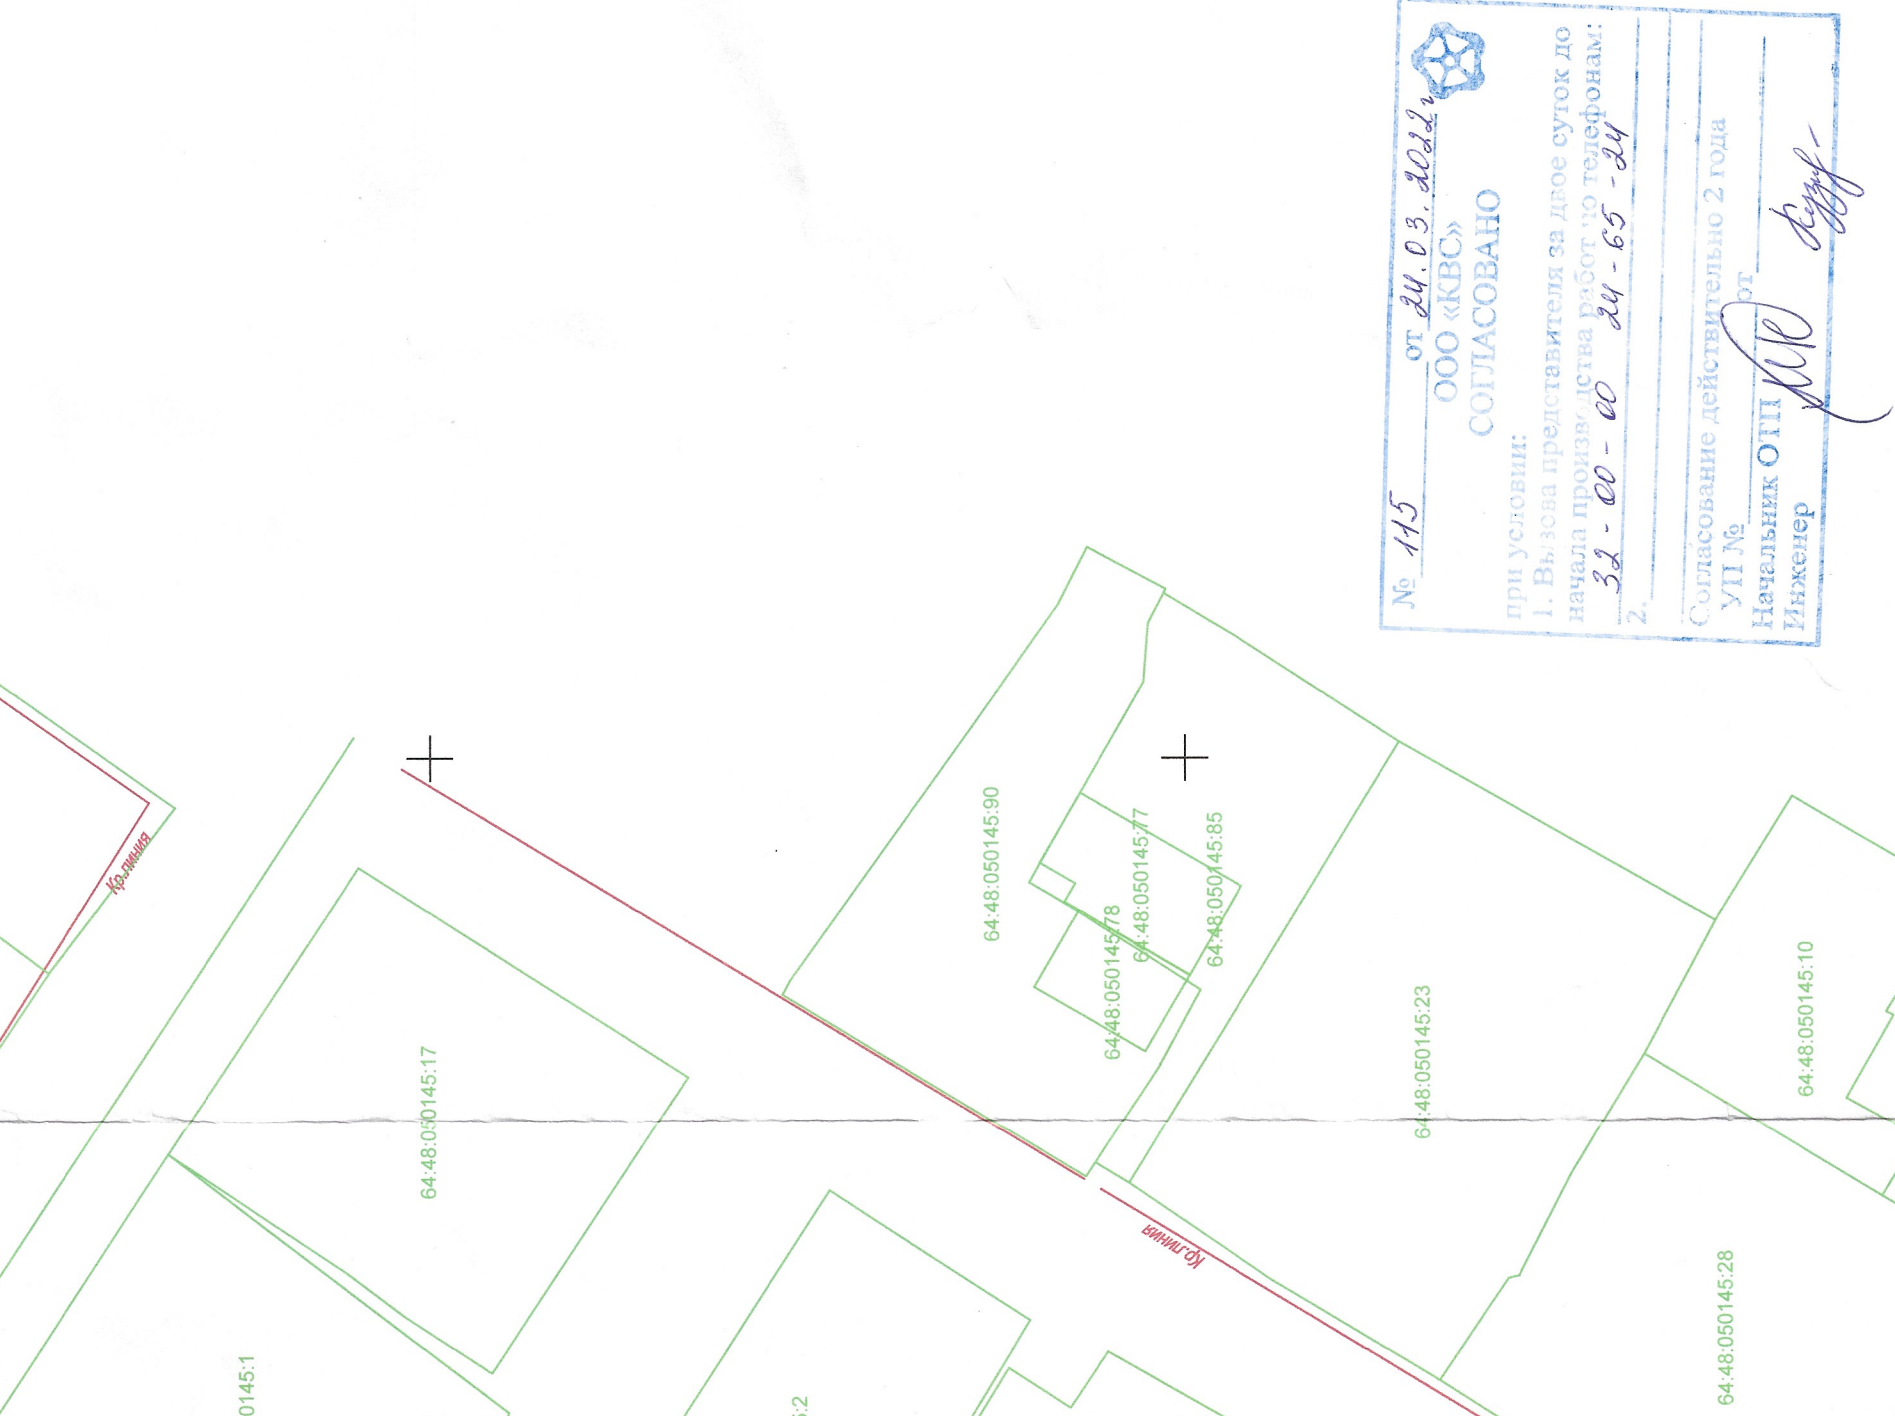 № 115 от 24.03.2022г
ООО «КВС»
СОГЛАСОВАНО
при условии:
1. Вызова представителя за двое суток до
начала производства работ по телефонам:
32-00-00 24-65-24
2.
Согласование действительно 2 года
УП № от
Начальник ОТП
Инженер
Кр.линия
64:48:050145:90
64:48:050145:77
64:48:050145:85
64:48:050145:78
64:48:050145:23
64:48:050145:10
64:48:050145:17
Кр.линия
64:48:050145:28
0145:1
:2